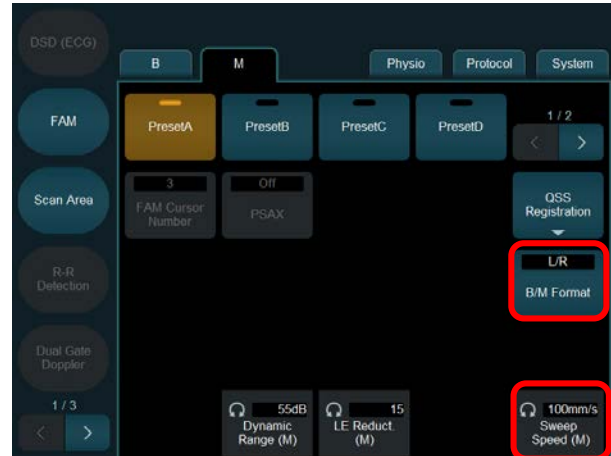 DSD (ECG)
B
M
Physio
Protocol
System
FAM
PresetA
PresetB
PresetC
PresetD
1 / 2
< >
Scan Area
3
FAM Cursor
Number
Off
PSAX
QSS
Registration
R-R
Detection
L/R
B/M Format
Dual Gate
Doppler
1 / 3
< >
55dB
Dynamic
Range (M)
15
LE Reduct.
(M)
100mm/s
Sweep
Speed (M)